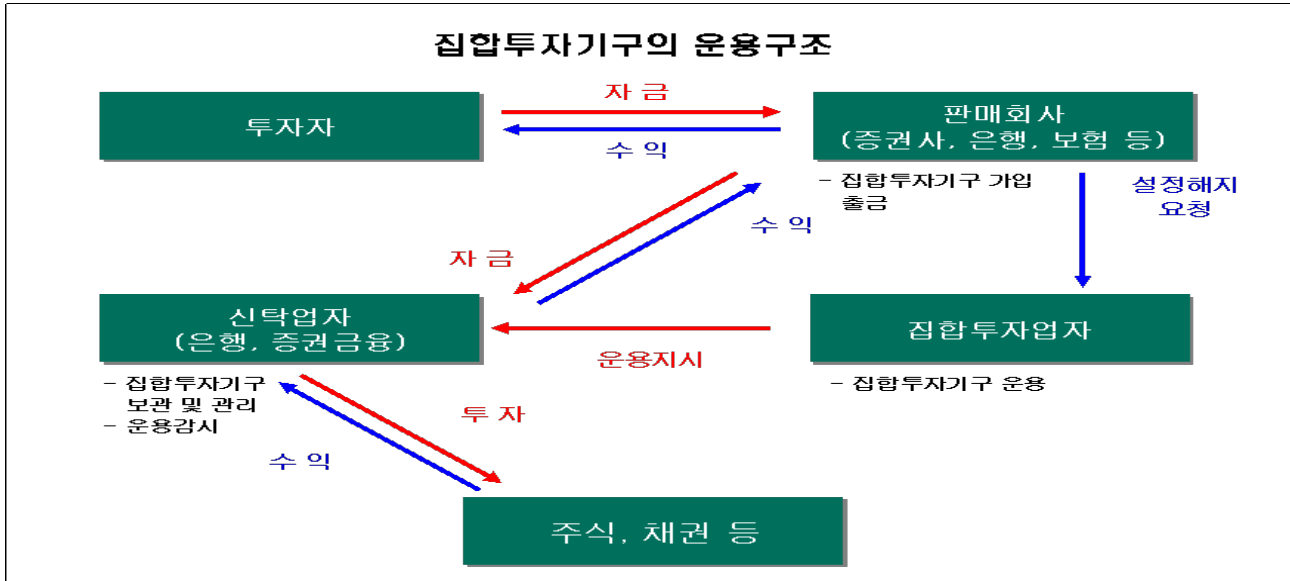 집합투자기구의 운용구조
투자자
자 금
수 익
판매회사
(증권사, 은행, 보험 등)
- 집합투자기구 가입
출금
설정해지
요청
수 익
자 금
신탁업자
(은행, 증권금융)
- 집합투자기구
보관 및 관리
- 운용감시
운용지시
집합투자업자
- 집합투자기구 운용
투 자
수 익
주식, 채권 등